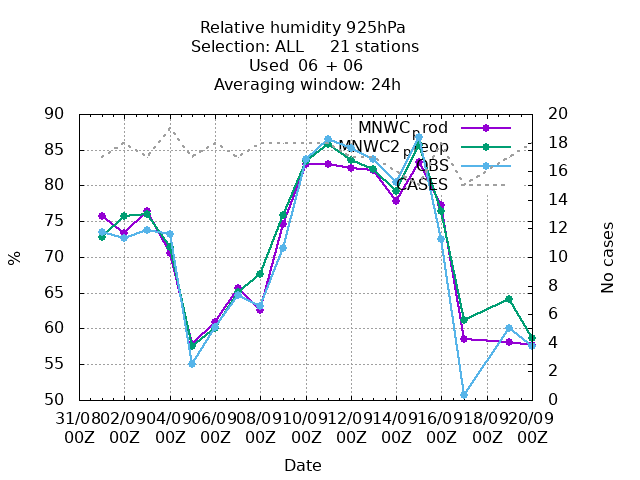 Relative humidity 925hPa
Selection: ALL 21 stations
Used 06 + 06
Averaging window: 24h
90 20
MNWCprod
85 18
MNWC2preop
OBS
16
80 CASES
14
75
12
70 10
65 8
6
60
4
55
2
50 0
% No cases
31/08 02/09 04/09 06/09 08/09 10/09 12/09 14/09 16/09 18/09 20/09
00Z 00Z 00Z 00Z 00Z 00Z 00Z 00Z 00Z 00Z 00Z
Date